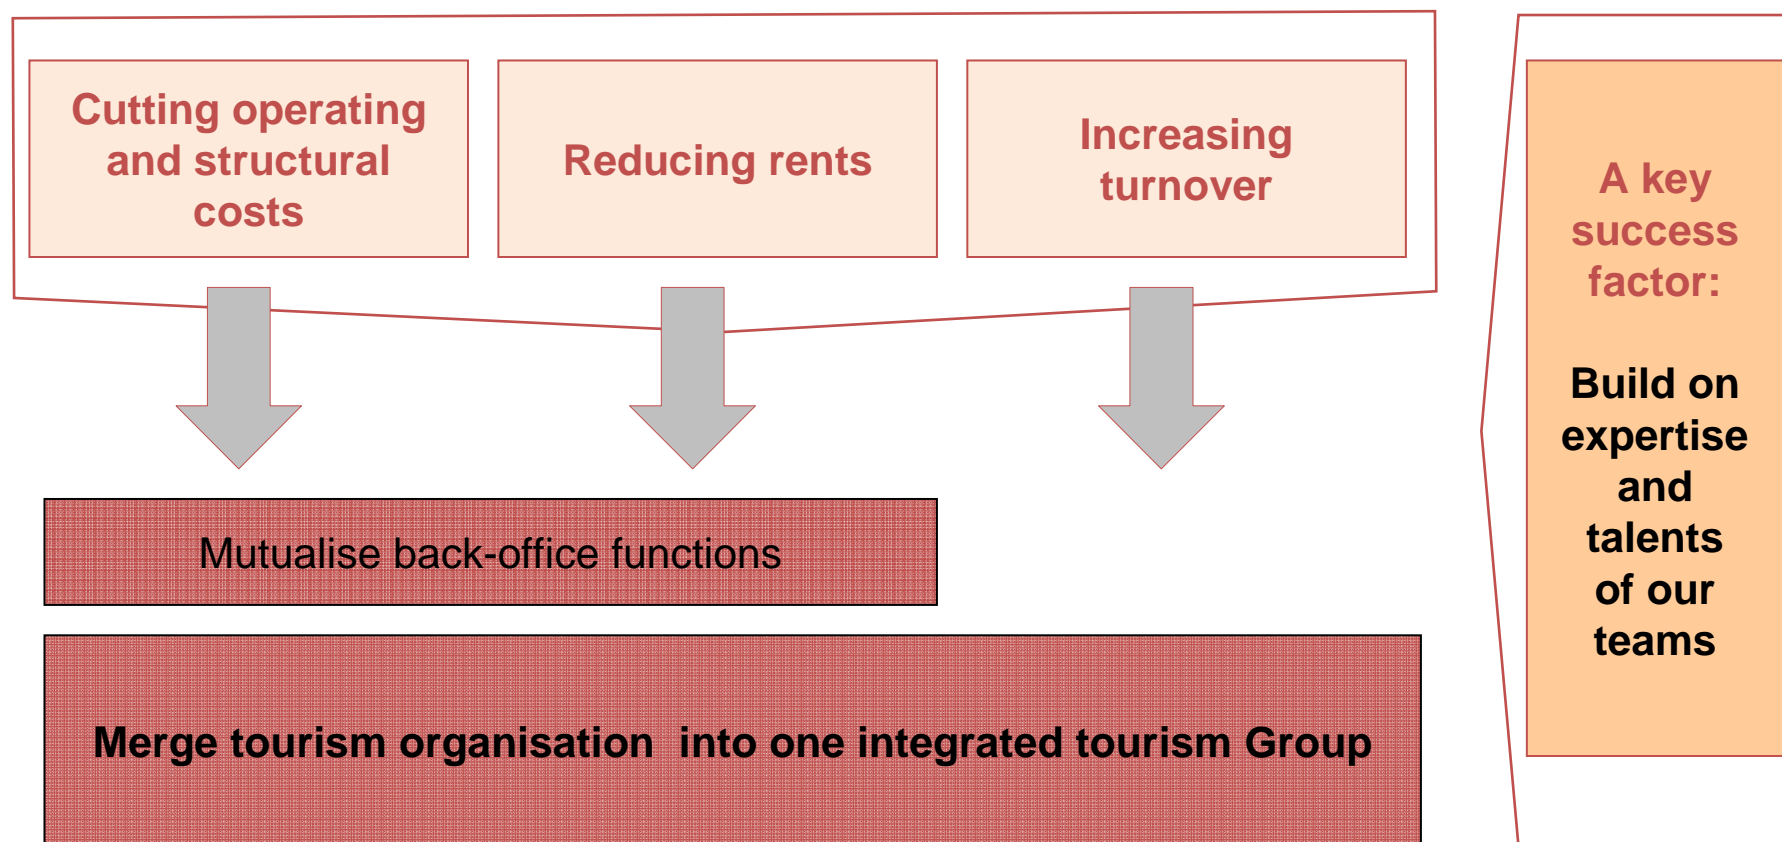 Cutting operating
and structural
costs
Reducing rents
Increasing
turnover
Mutualise back-office functions
Merge tourism organisation  into one integrated tourism Group
A key
success
factor:
Build on
expertise
and
talents
of our
teams